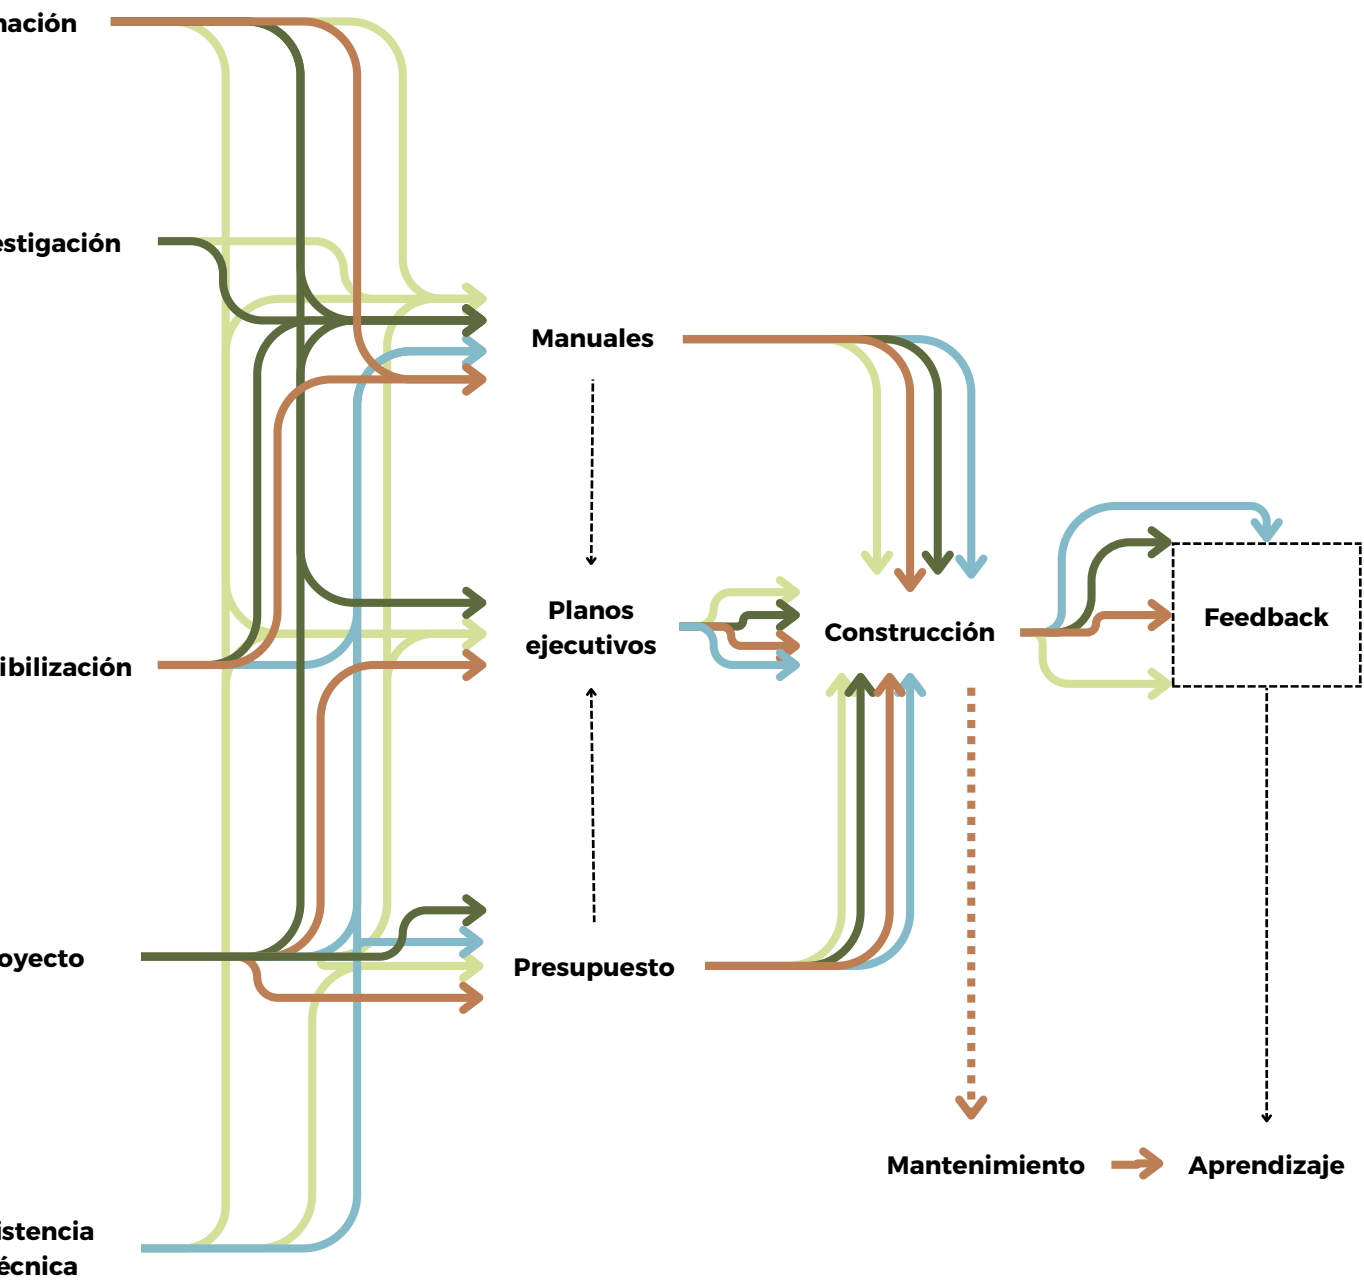 nación
estigación
Manuales
Planos
ejecutivos
Construcción
Feedback
ibilización
oyecto
Presupuesto
Mantenimiento
Aprendizaje
istencia
écnica